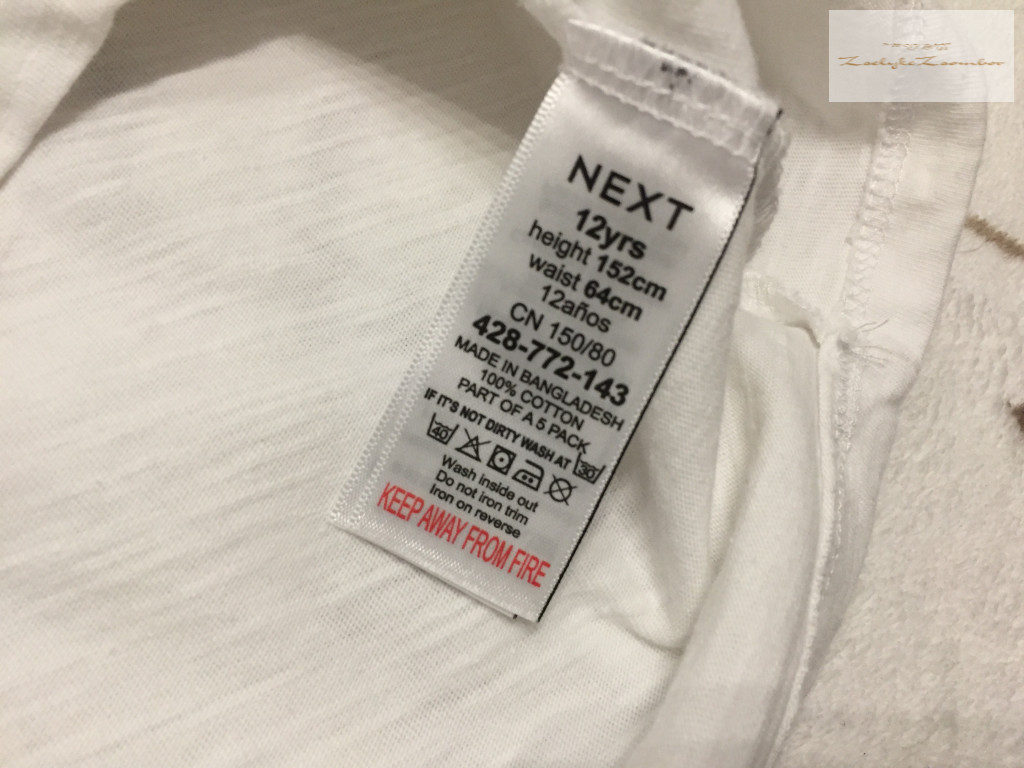 NEXT
12yrs
height 152cm
waist 64cm
12años
CN 150/80
428-772-143
MADE IN BANGLADESH
100% COTTON
PART OF A 5 PACK
IF IT'S NOT DIRTY WASH AT 30
40
Wash inside out
Do not iron trim
Iron on reverse
KEEP AWAY FROM FIRE